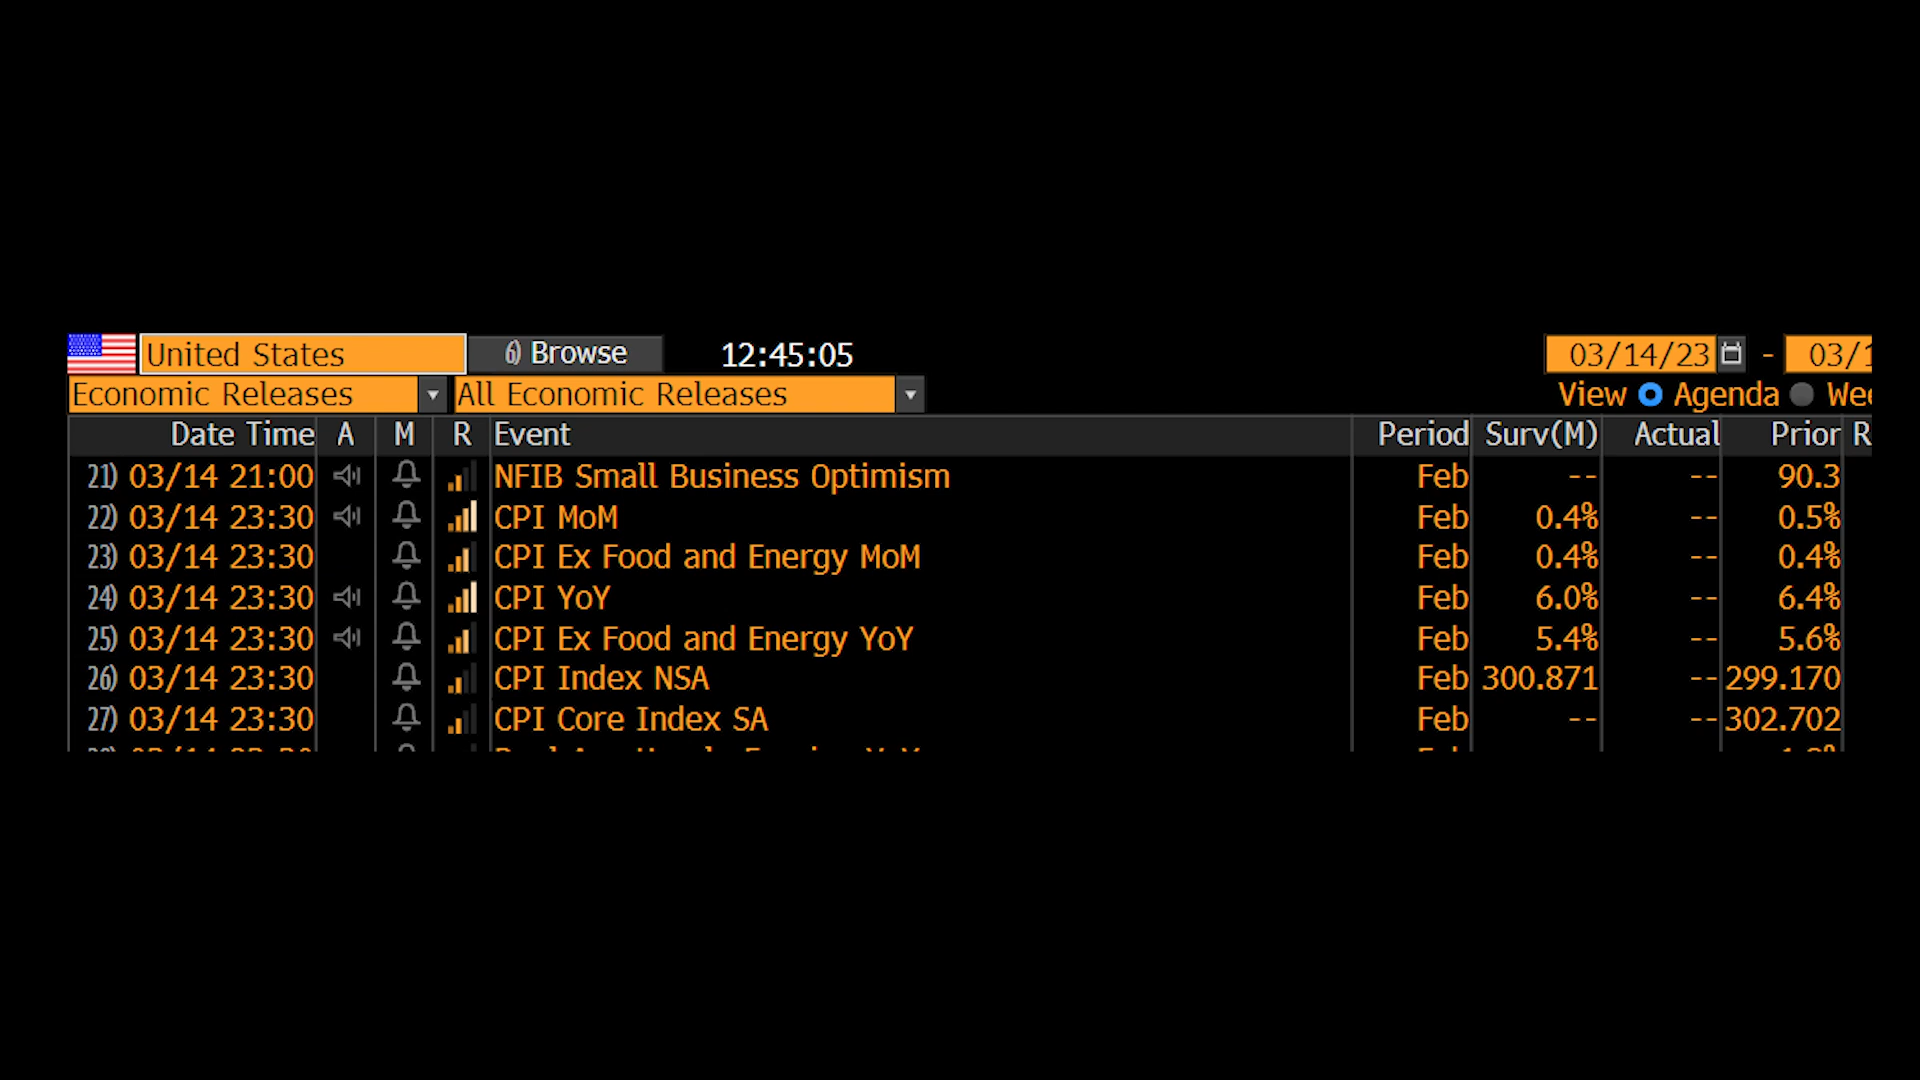 United States 6) Browse 12:45:05 03/14/23 - 03/1
Economic Releases All Economic Releases View Agenda Wee
Date Time A M R Event Period Surv(M) Actual Prior R
21) 03/14 21:00 NFIB Small Business Optimism Feb -- -- 90.3
22) 03/14 23:30 CPI MoM Feb 0.4% -- 0.5%
23) 03/14 23:30 CPI Ex Food and Energy MoM Feb 0.4% -- 0.4%
24) 03/14 23:30 CPI YoY Feb 6.0% -- 6.4%
25) 03/14 23:30 CPI Ex Food and Energy YoY Feb 5.4% -- 5.6%
26) 03/14 23:30 CPI Index NSA Feb 300.871 -- 299.170
27) 03/14 23:30 CPI Core Index SA Feb -- -- 302.702